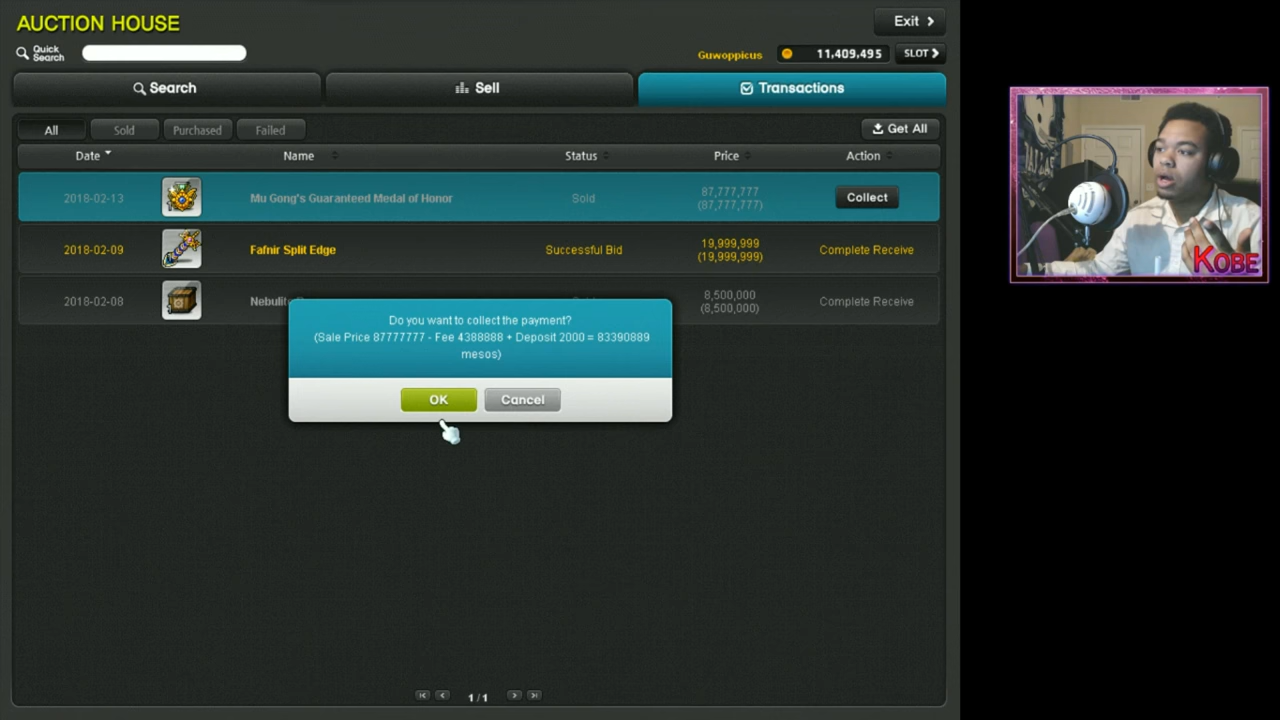 AUCTION HOUSE
Exit
Quick
Search
Guwoppicus
11,409,495
SLOT
Search
Sell
Transactions
All
Sold
Purchased
Failed
Get All
Date
Name
Status
Price
Action
2018-02-13
Mu Gong's Guaranteed Medal of Honor
Sold
87,777,777
(87,777,777)
Collect
2018-02-09
Fafnir Split Edge
Successful Bid
19,999,999
(19,999,999)
Complete Receive
2018-02-08
8,500,000
(8,500,000)
Complete Receive
Do you want to collect the payment?
(Sale Price 87777777 - Fee 4388888 + Deposit 2000 = 83390889
mesos)
OK
Cancel
1 / 1
KOBE